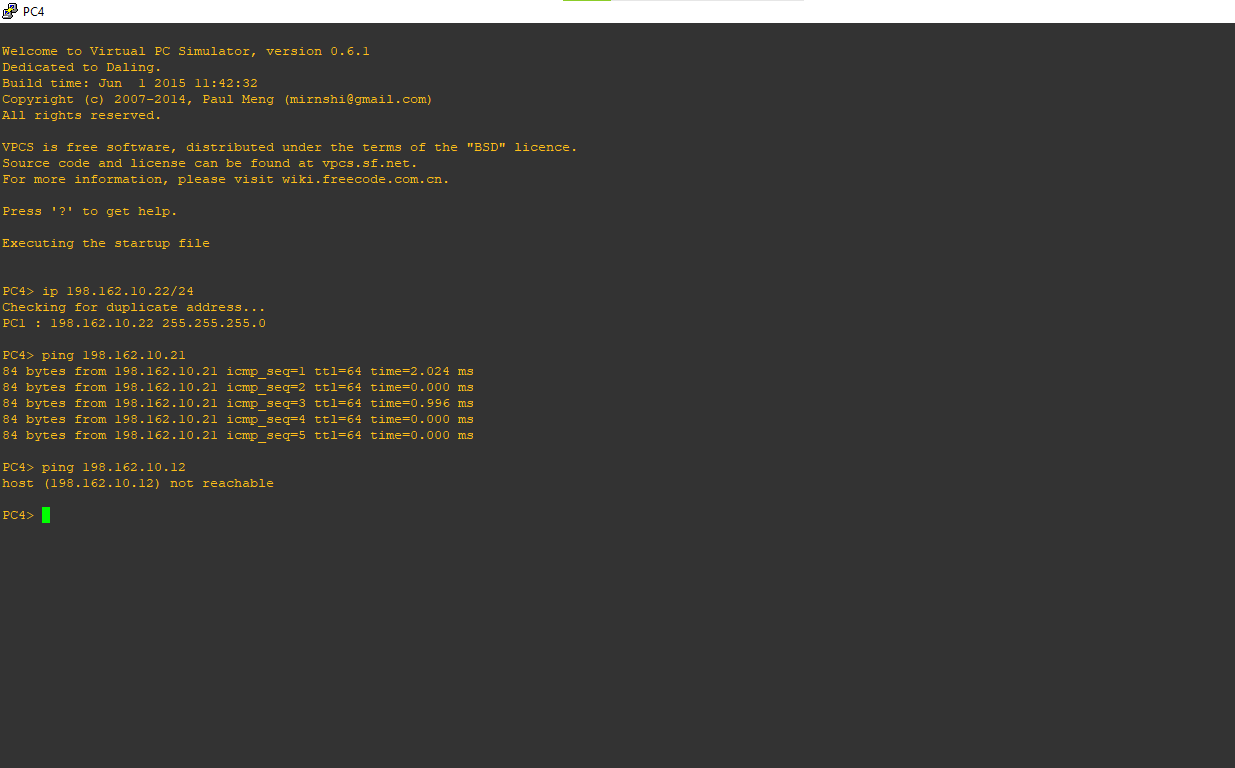 PC4
Welcome to Virtual PC Simulator, version 0.6.1
Dedicated to Daling.
Build time: Jun  1 2015 11:42:32
Copyright (c) 2007-2014, Paul Meng (mirnshi@gmail.com)
All rights reserved.
VPCS is free software, distributed under the terms of the "BSD" licence.
Source code and license can be found at vpcs.sf.net.
For more information, please visit wiki.freecode.com.cn.
Press '?' to get help.
Executing the startup file
PC4> ip 198.162.10.22/24
Checking for duplicate address...
PC1 : 198.162.10.22 255.255.255.0
PC4> ping 198.162.10.21
84 bytes from 198.162.10.21 icmp_seq=1 ttl=64 time=2.024 ms
84 bytes from 198.162.10.21 icmp_seq=2 ttl=64 time=0.000 ms
84 bytes from 198.162.10.21 icmp_seq=3 ttl=64 time=0.996 ms
84 bytes from 198.162.10.21 icmp_seq=4 ttl=64 time=0.000 ms
84 bytes from 198.162.10.21 icmp_seq=5 ttl=64 time=0.000 ms
PC4> ping 198.162.10.12
host (198.162.10.12) not reachable
PC4>